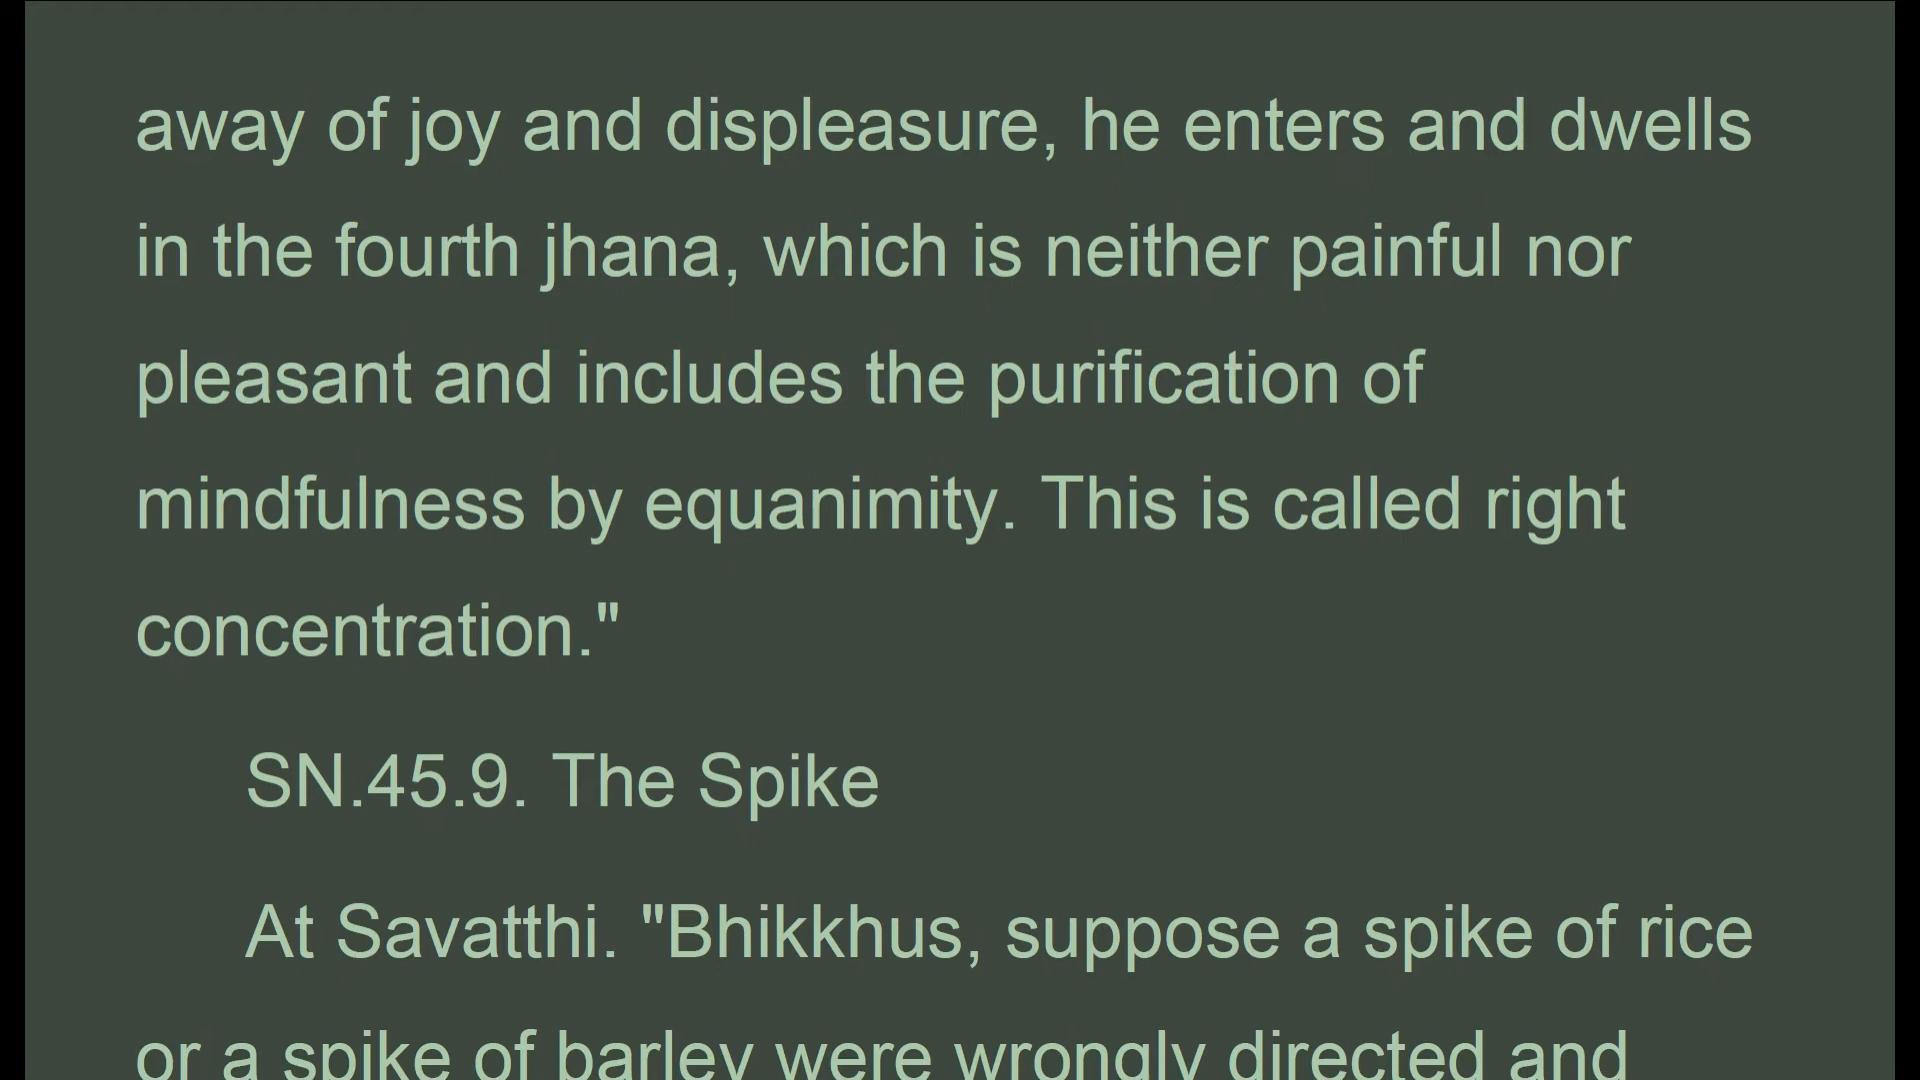 away of joy and displeasure, he enters and dwells
in the fourth jhana, which is neither painful nor
pleasant and includes the purification of
mindfulness by equanimity. This is called right
concentration."
SN.45.9. The Spike
At Savatthi. "Bhikkhus, suppose a spike of rice
or a spike of barley were wrongly directed and